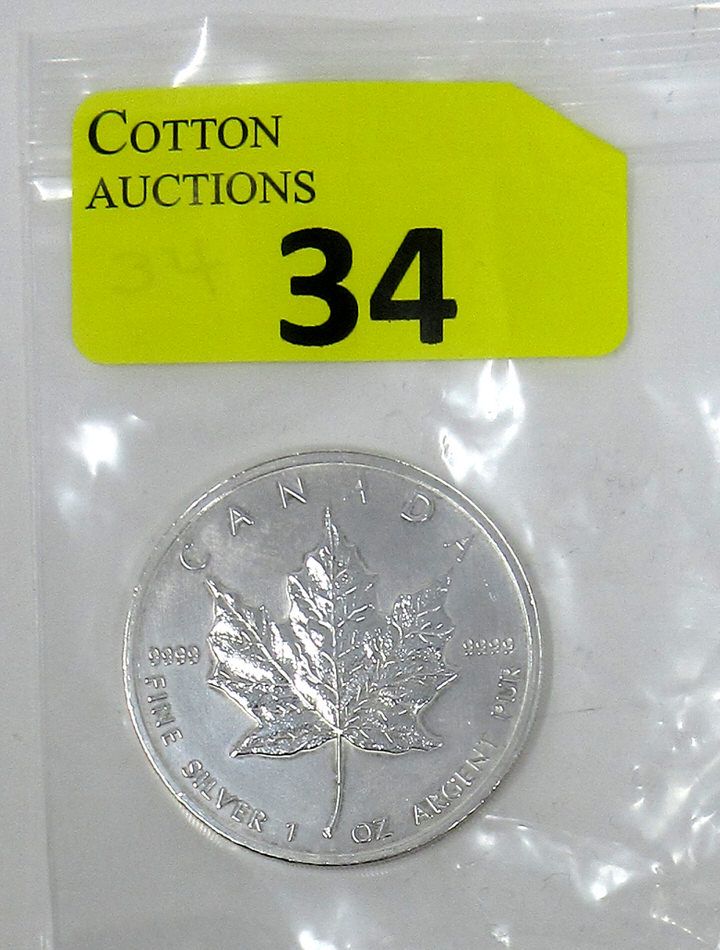 COTTON
AUCTIONS
34
34
CANADA
9999 9999
FINE SILVER 1 OZ ARGENT PUR